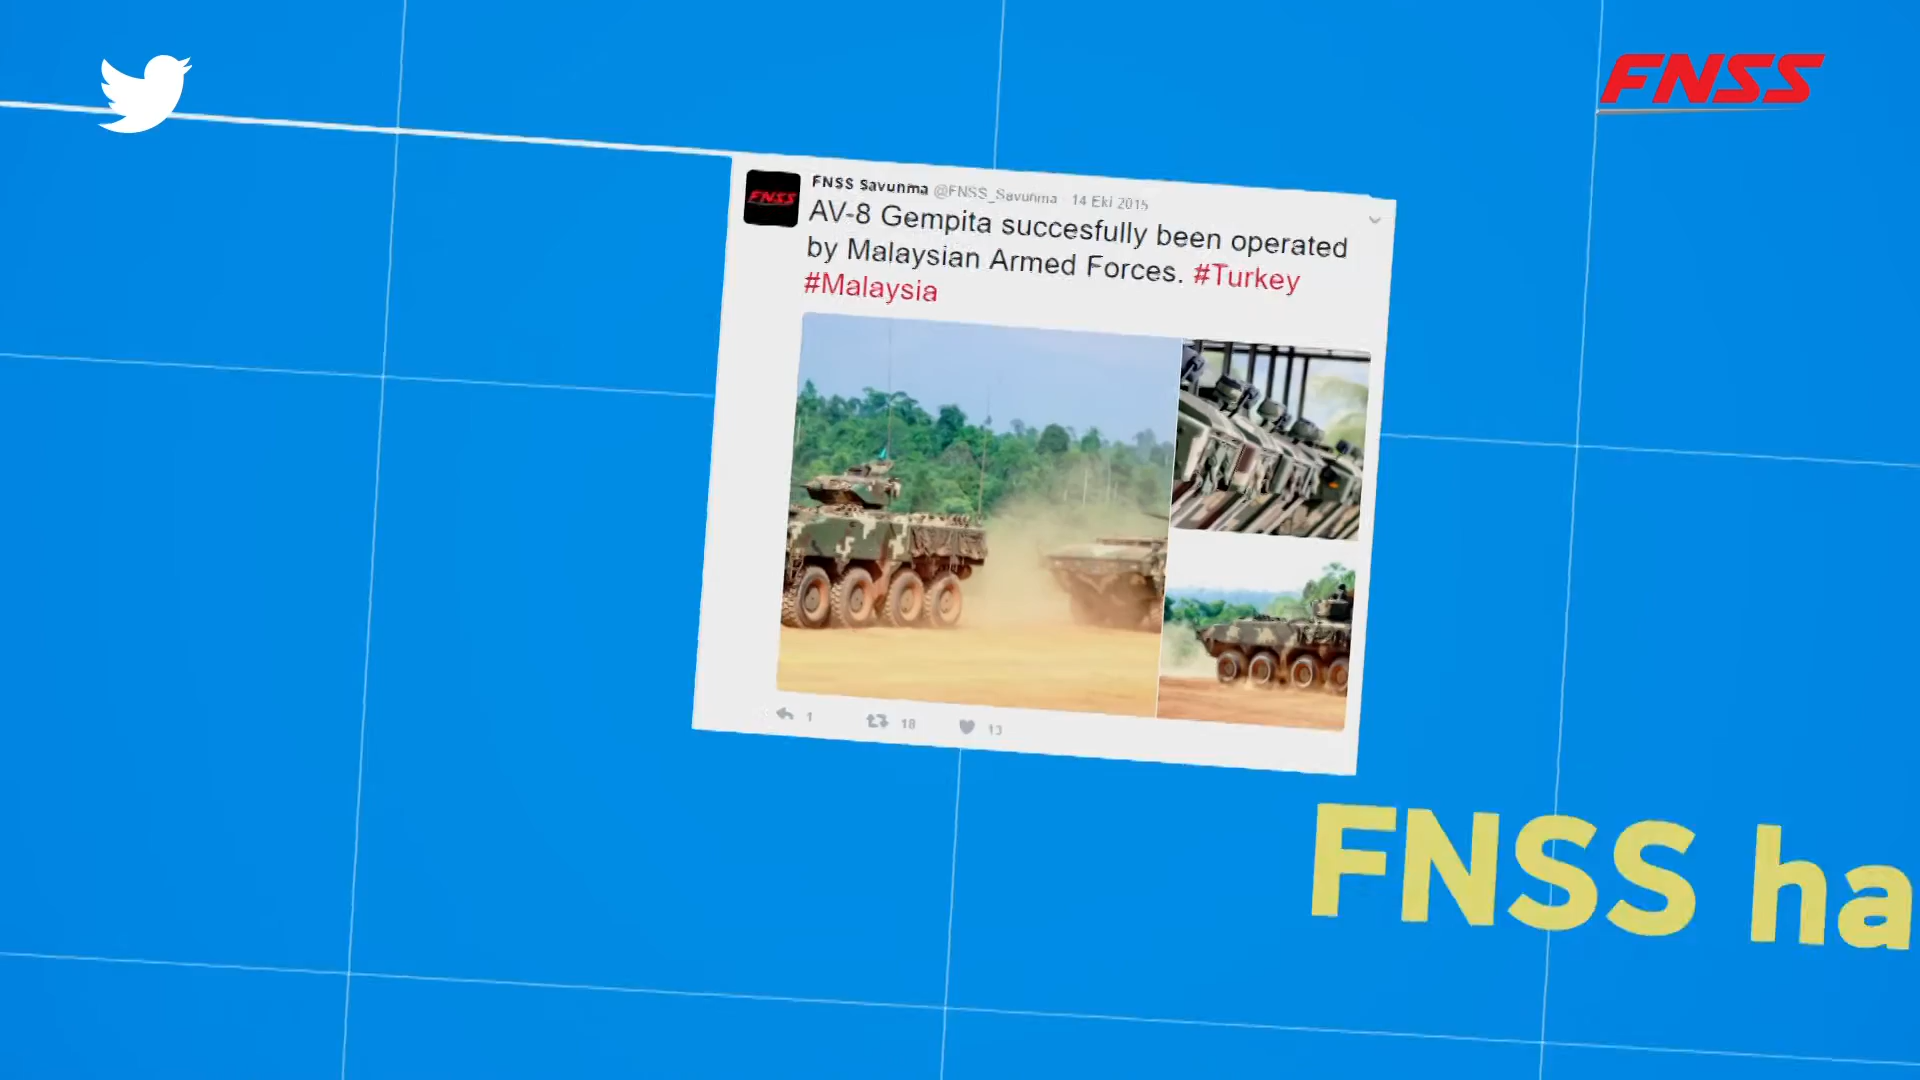 FNSS
FNSS
FNSS Savunma @FNSS_Savunma 14 Eki 2015
AV-8 Gempita succesfully been operated
by Malaysian Armed Forces. #Turkey
#Malaysia
1 18 13
FNSS ha